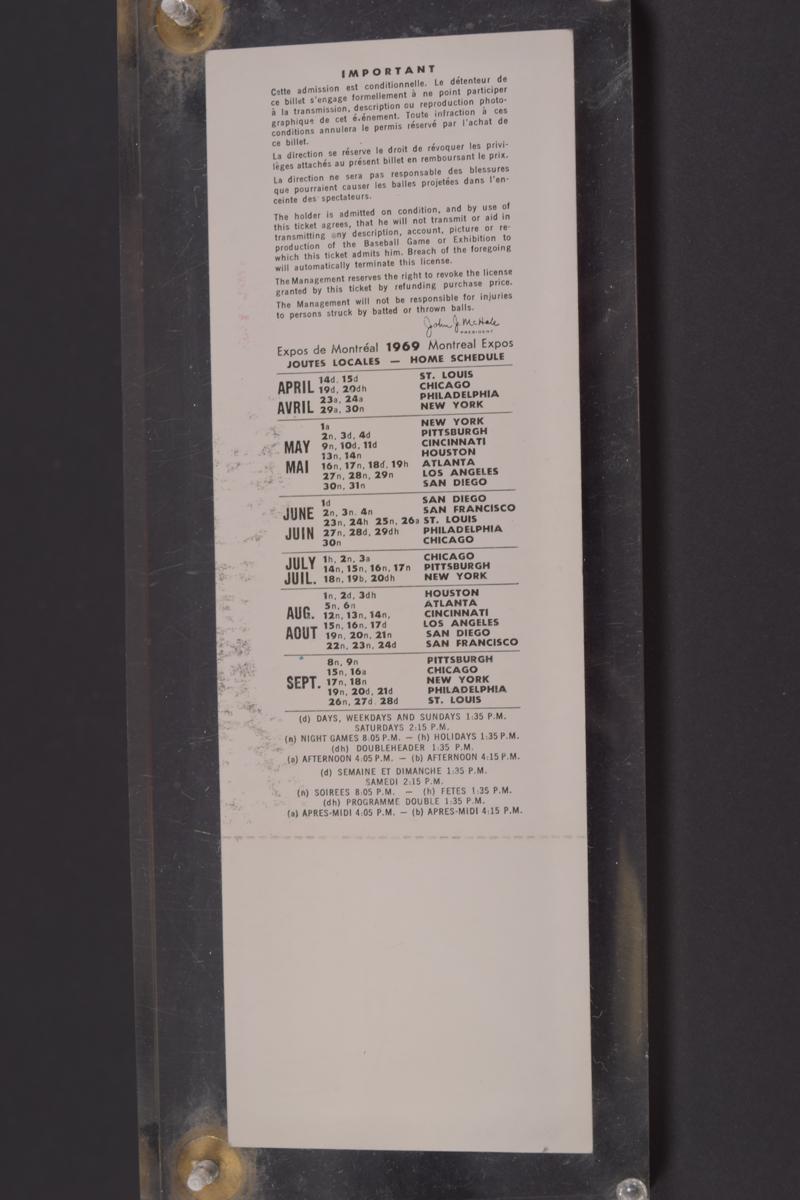 IMPORTANT
Cette admission est conditionnelle. Le détenteur de
ce billet s'engage formellement à ne point participer
à la transmission, description ou reproduction photo-
graphique de cet événement. Toute infraction à ces
conditions annulera le permis réservé par l'achat de
ce billet.
La direction se réserve le droit de révoquer les privi-
lèges attachés au présent billet en remboursant le prix.
La direction ne sera pas responsable des blessures
que pourraient causer les balles projetées dans l'en-
ceinte des spectateurs.
The holder is admitted on condition, and by use of
this ticket agrees, that he will not transmit or aid in
transmitting any description, account, picture or re-
production of the Baseball Game or Exhibition to
which this ticket admits him. Breach of the foregoing
will automatically terminate this license.
The Management reserves the right to revoke the license
granted by this ticket by refunding purchase price.
The Management will not be responsible for injuries
to persons struck by batted or thrown balls.
John J. McHale
PRESIDENT
Expos de Montréal 1969 Montreal Expos
JOUTES LOCALES — HOME SCHEDULE
APRIL AVRIL
14d, 15d ST. LOUIS
19d, 20dh CHICAGO
23a, 24a PHILADELPHIA
29a, 30n NEW YORK
MAY MAI
1a NEW YORK
2n, 3d, 4d PITTSBURGH
9n, 10d, 11d CINCINNATI
13n, 14n HOUSTON
16n, 17n, 18d, 19h ATLANTA
27n, 28n, 29n LOS ANGELES
30n, 31n SAN DIEGO
JUNE JUIN
1d SAN DIEGO
2n, 3n. 4n SAN FRANCISCO
23n, 24h 25n, 26a ST. LOUIS
27n, 28d, 29dh PHILADELPHIA
30n CHICAGO
JULY JUIL.
1h, 2n, 3a CHICAGO
14n, 15n, 16n, 17n PITTSBURGH
18n, 19b, 20dh NEW YORK
AUG. AOUT
1n, 2d, 3dh HOUSTON
5n, 6n ATLANTA
12n, 13n, 14n, CINCINNATI
15n, 16n, 17d LOS ANGELES
19n, 20n, 21n SAN DIEGO
22n, 23n, 24d SAN FRANCISCO
SEPT.
8n, 9n PITTSBURGH
15n, 16a CHICAGO
17n, 18n NEW YORK
19n, 20d, 21d PHILADELPHIA
26n, 27d 28d ST. LOUIS
(d) DAYS, WEEKDAYS AND SUNDAYS 1:35 P.M.
SATURDAYS 2:15 P.M.
(n) NIGHT GAMES 8:05 P.M. — (h) HOLIDAYS 1:35 P.M.
(dh) DOUBLEHEADER 1:35 P.M.
(a) AFTERNOON 4:05 P.M. — (b) AFTERNOON 4:15 P.M.
(d) SEMAINE ET DIMANCHE 1:35 P.M.
SAMEDI 2:15 P.M.
(n) SOIREES 8:05 P.M. — (h) FETES 1:35 P.M.
(dh) PROGRAMME DOUBLE 1:35 P.M.
(a) APRES-MIDI 4:05 P.M. — (b) APRES-MIDI 4:15 P.M.